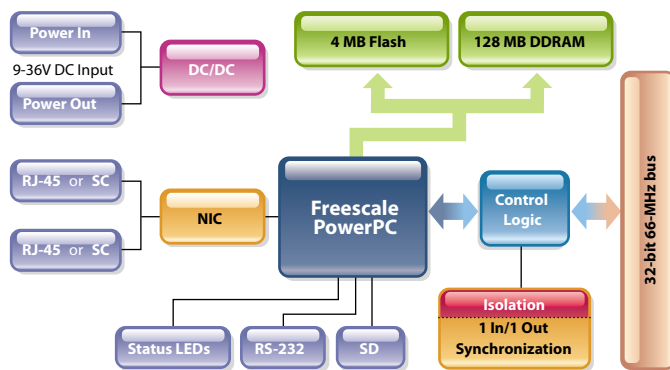 Power In
9-36V DC Input
Power Out
DC/DC
4 MB Flash
128 MB DDRAM
RJ-45 or SC
RJ-45 or SC
NIC
Freescale
PowerPC
Control
Logic
32-bit 66-MHz bus
Isolation
1 In/1 Out
Synchronization
Status LEDs
RS-232
SD